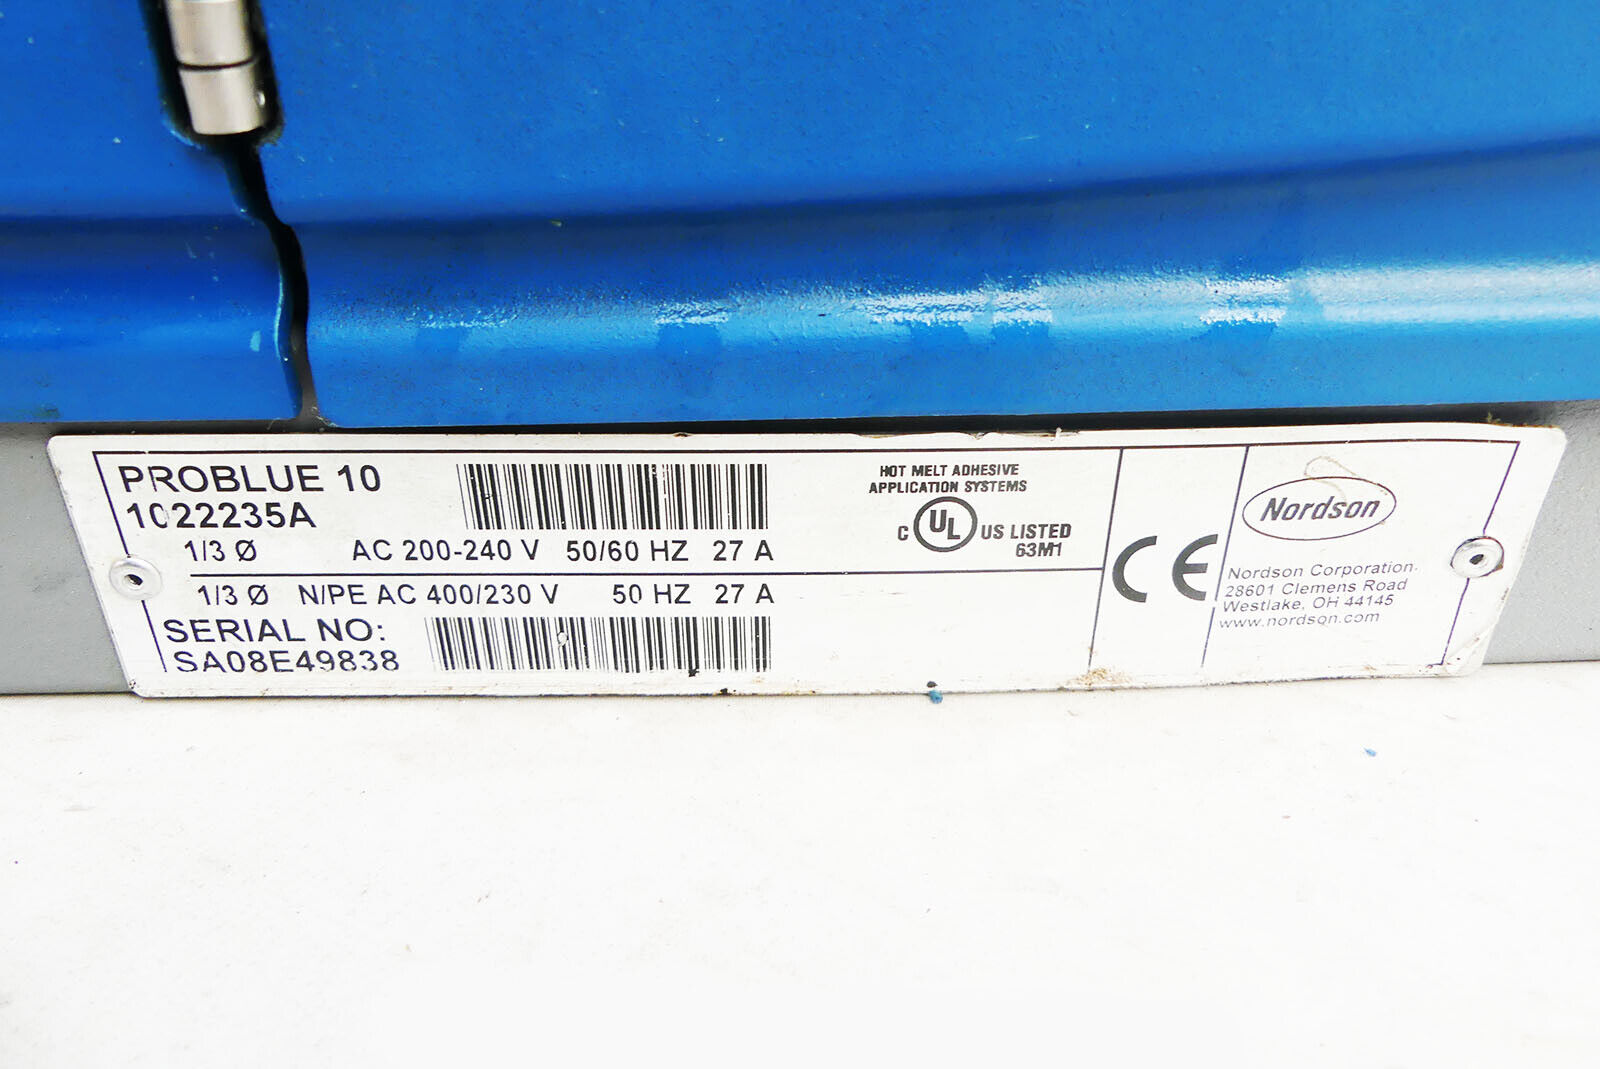 PROBLUE 10
1022235A
1/3 Ø AC 200-240 V 50/60 HZ 27 A
1/3 Ø N/PE AC 400/230 V 50 HZ 27 A
SERIAL NO:
SA08E49838
HOT MELT ADHESIVE
APPLICATION SYSTEMS
C UL US LISTED
63M1
CE
Nordson
Nordson Corporation
28601 Clemens Road
Westlake, OH 44145
www.nordson.com